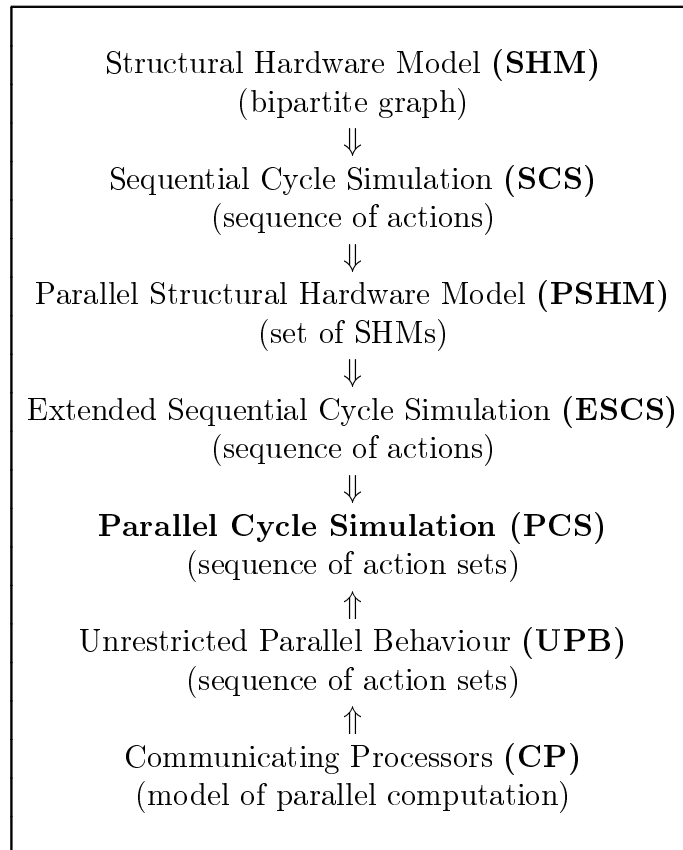 Structural Hardware Model (SHM)
(bipartite graph)
⇓
Sequential Cycle Simulation (SCS)
(sequence of actions)
⇓
Parallel Structural Hardware Model (PSHM)
(set of SHMs)
⇓
Extended Sequential Cycle Simulation (ESCS)
(sequence of actions)
⇓
Parallel Cycle Simulation (PCS)
(sequence of action sets)
⇑
Unrestricted Parallel Behaviour (UPB)
(sequence of action sets)
⇑
Communicating Processors (CP)
(model of parallel computation)